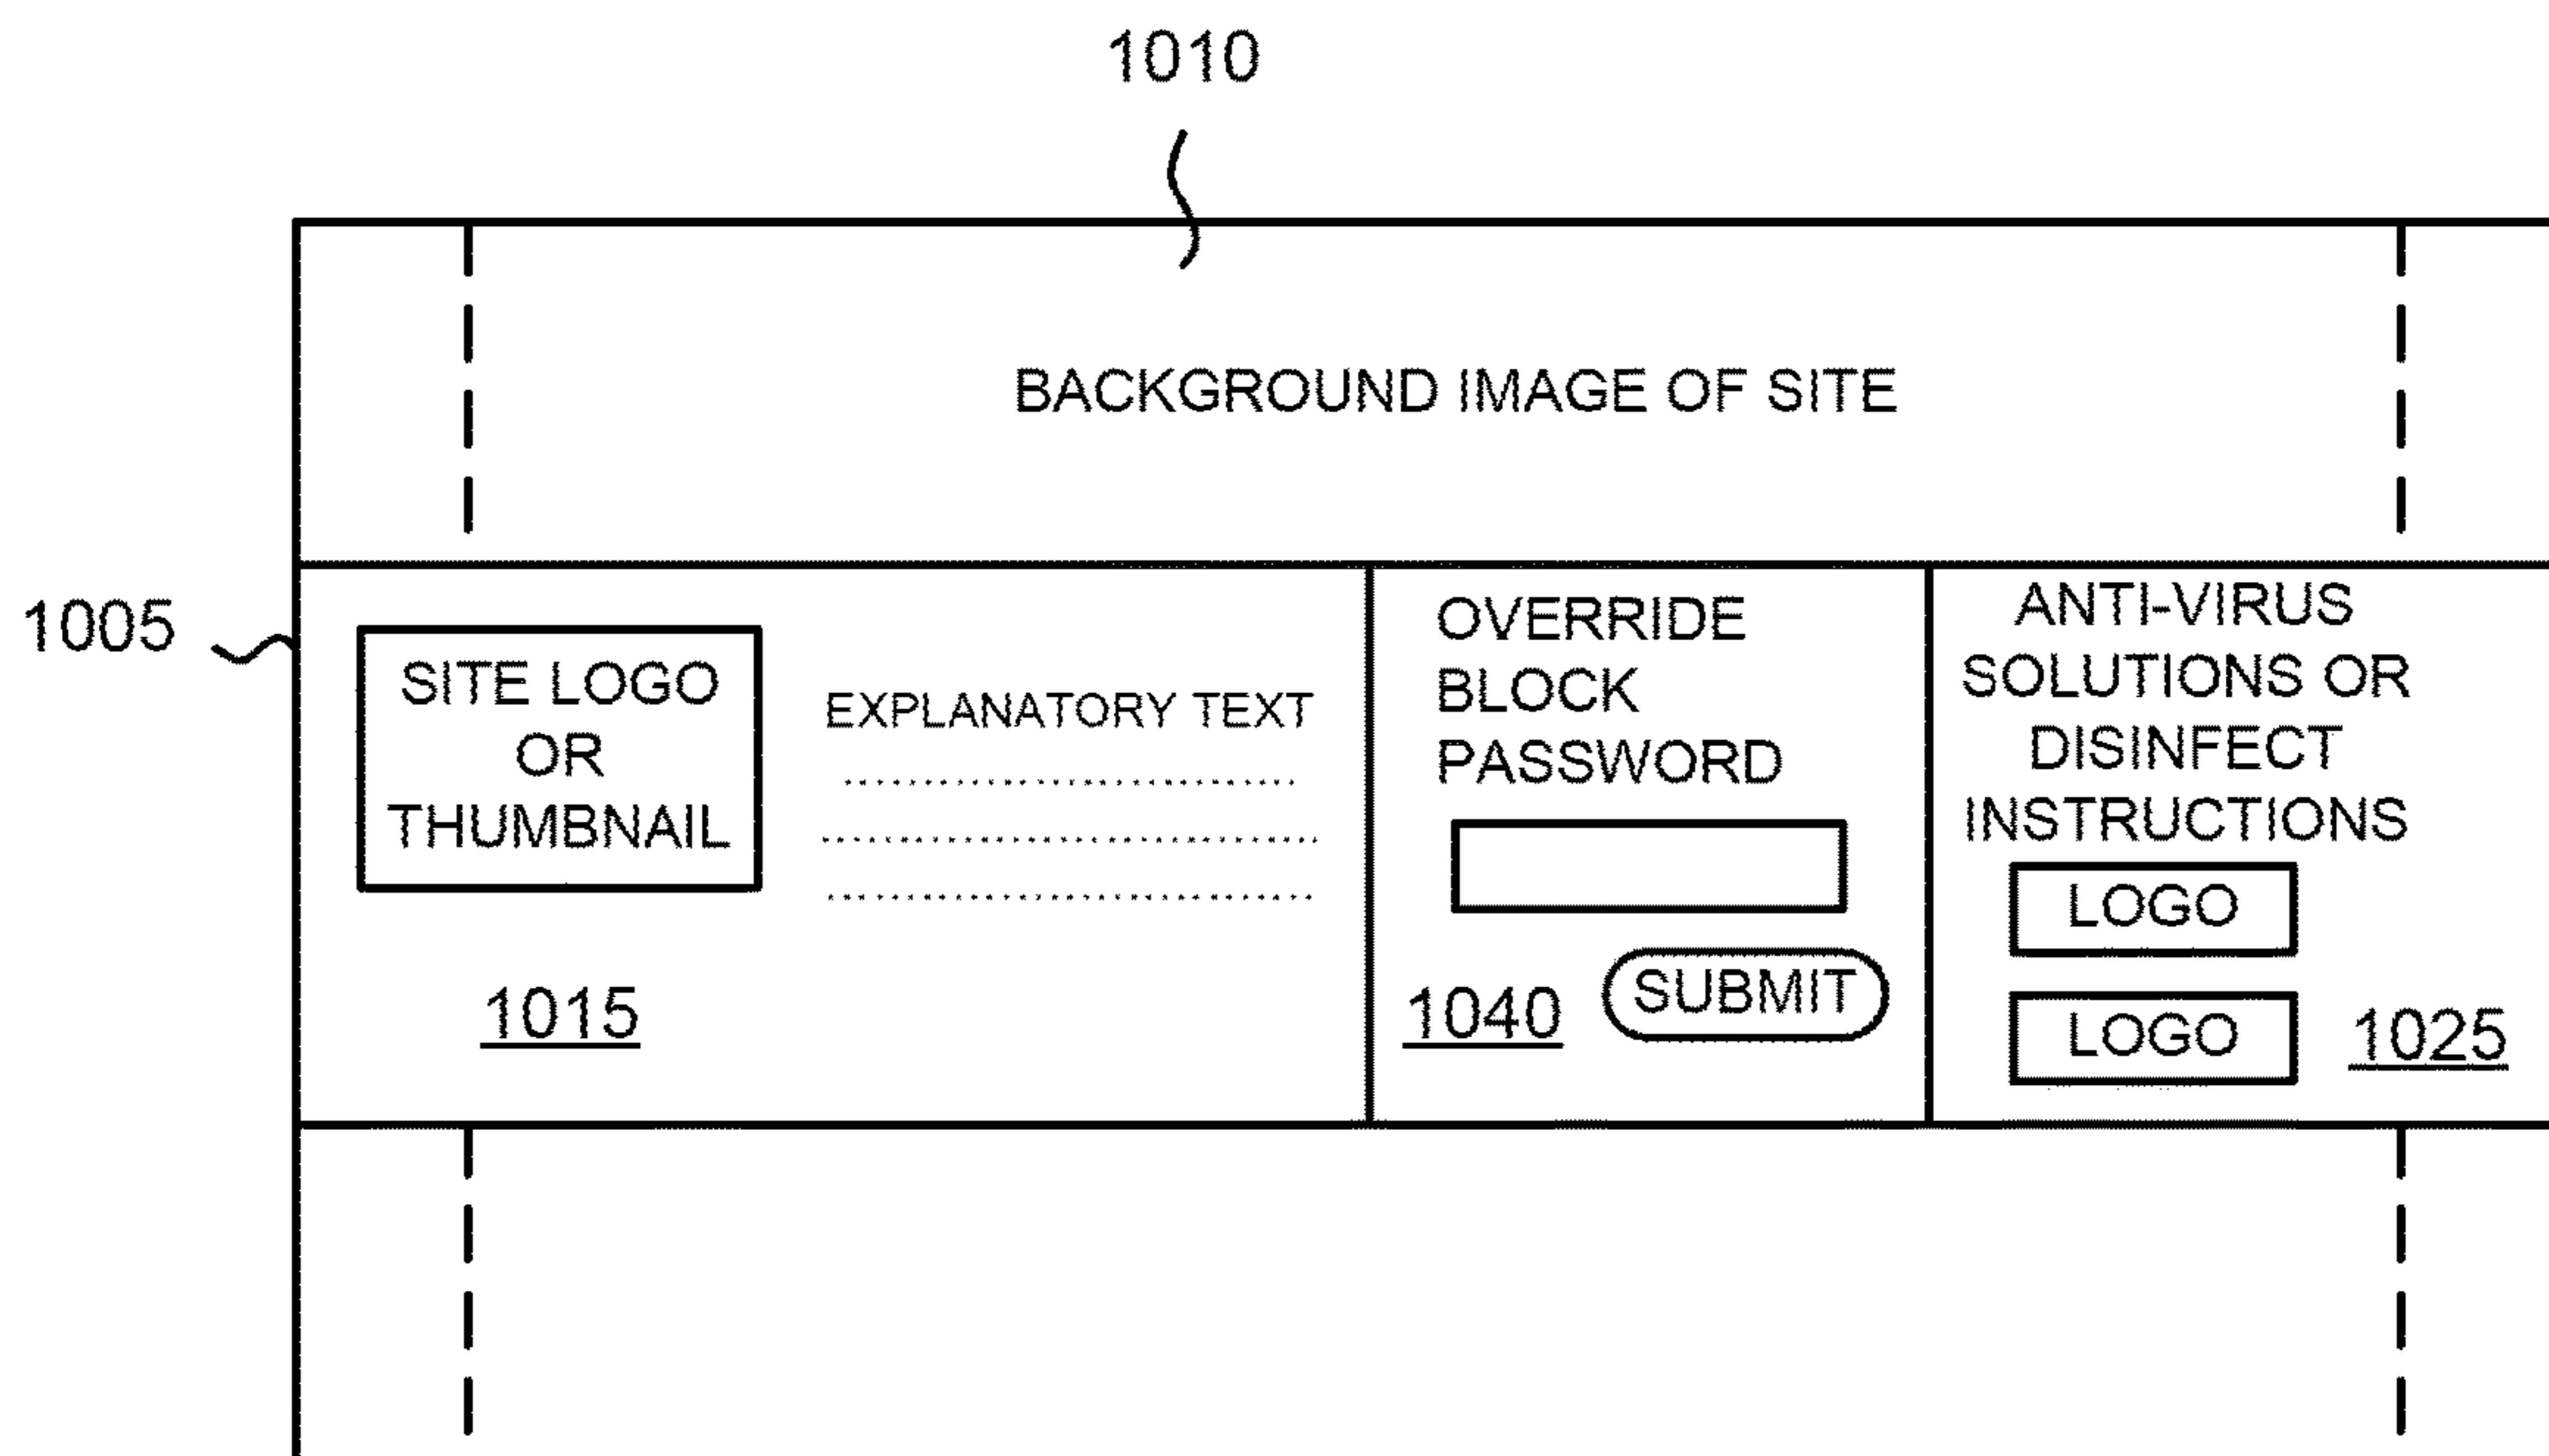 1010
BACKGROUND IMAGE OF SITE
1005
SITE LOGO
OR
THUMBNAIL
EXPLANATORY TEXT
1015
OVERRIDE
BLOCK
PASSWORD
SUBMIT
1040
ANTI-VIRUS
SOLUTIONS OR
DISINFECT
INSTRUCTIONS
LOGO
LOGO
1025